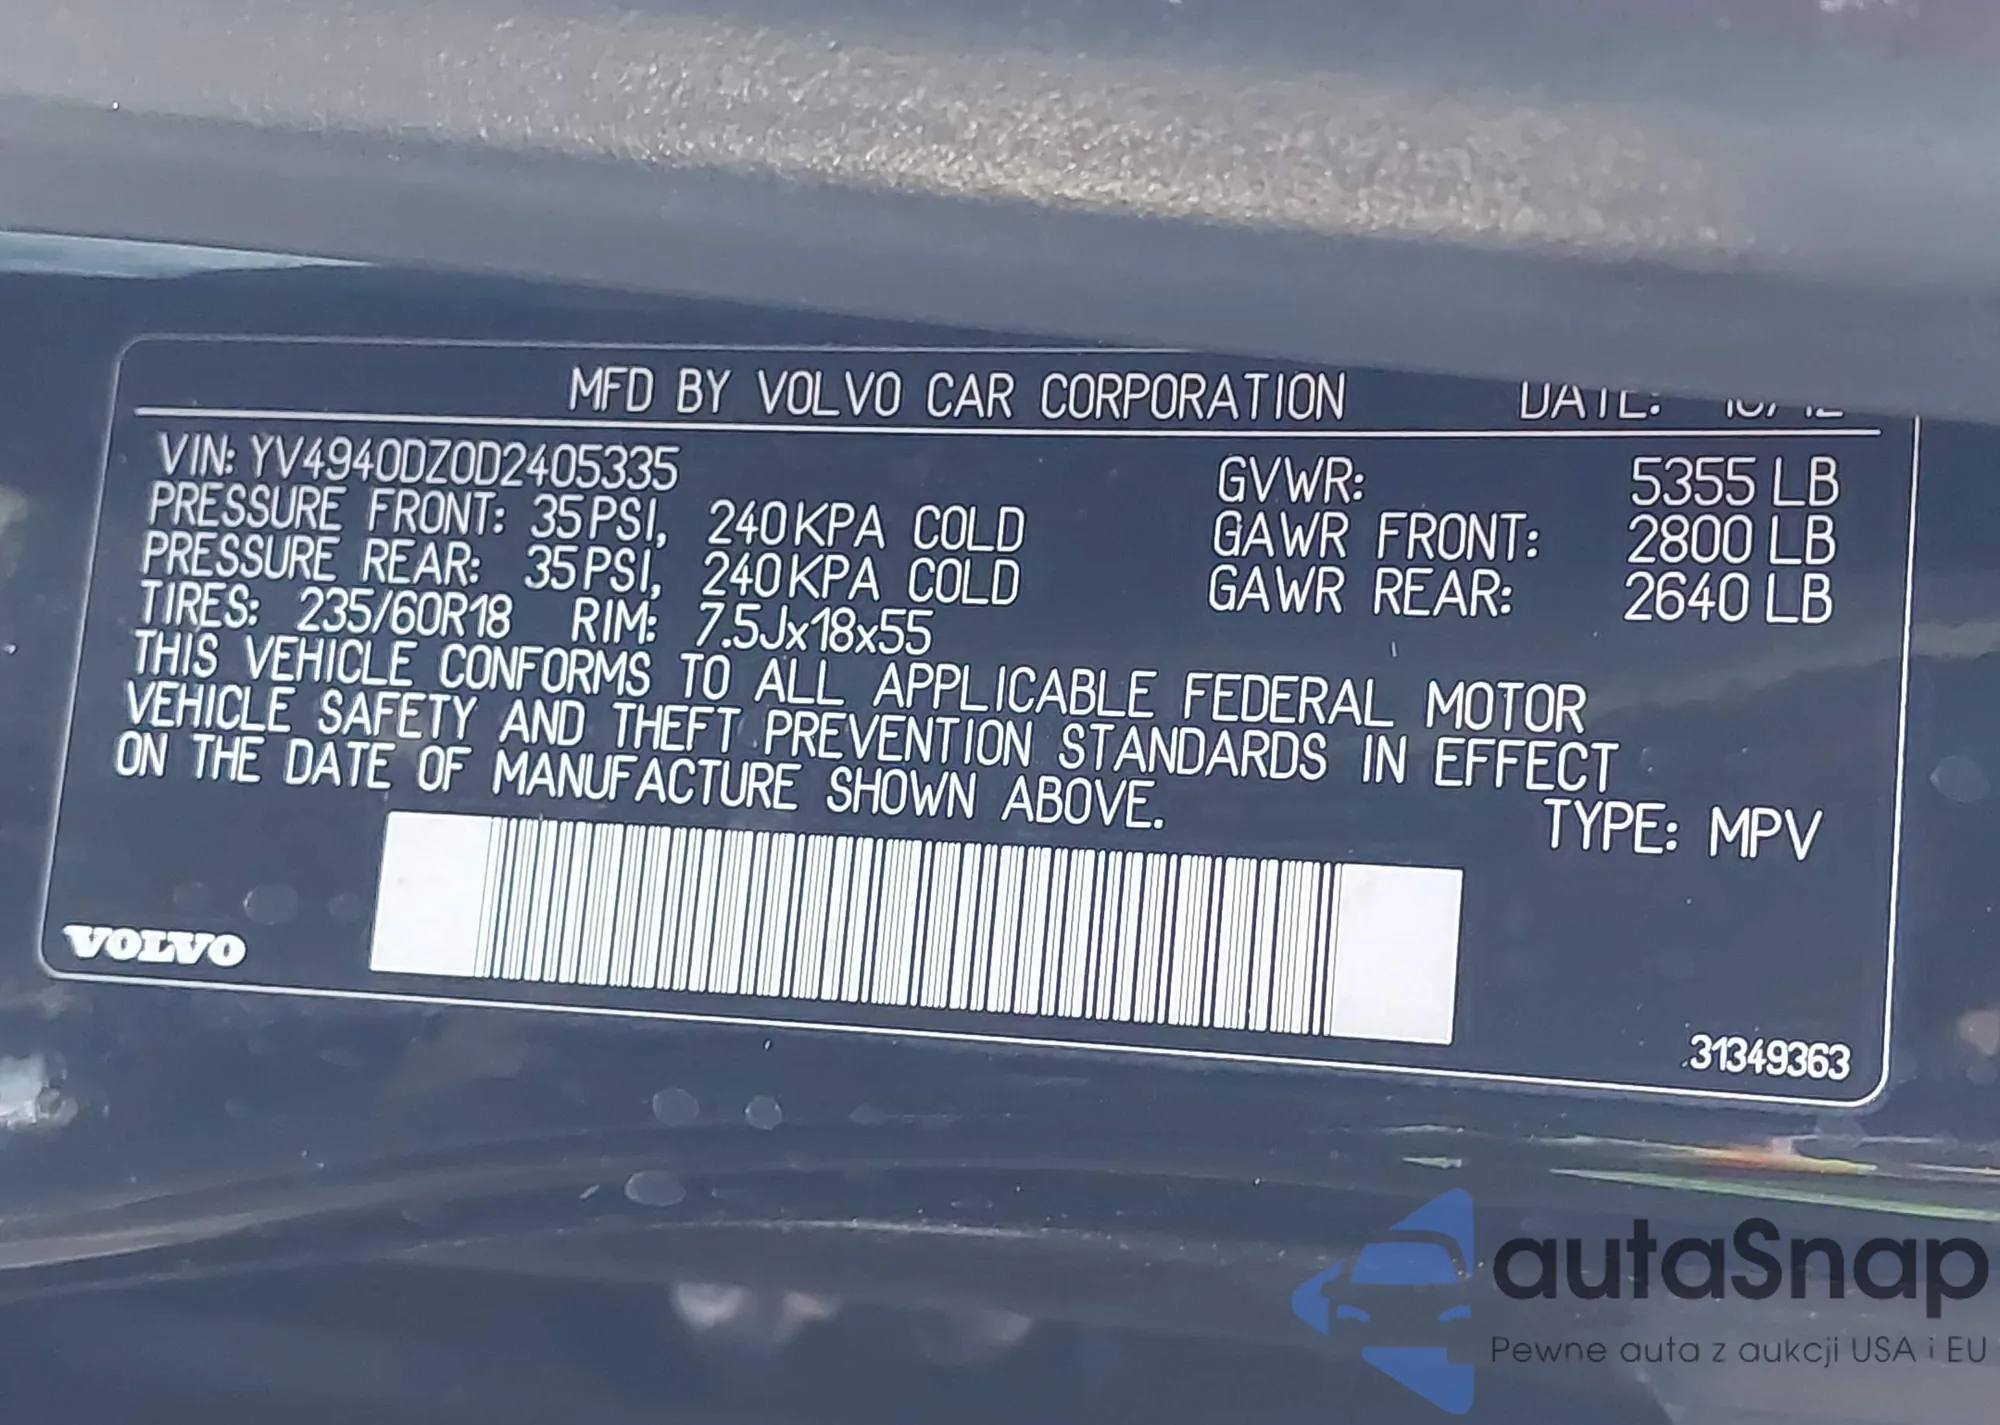 MFD BY VOLVO CAR CORPORATION DATE:
VIN: YV4940DZ0D2405335 GVWR: 5355 LB
PRESSURE FRONT: 35PSI, 240KPA COLD GAWR FRONT: 2800 LB
PRESSURE REAR: 35PSI, 240KPA COLD GAWR REAR: 2640 LB
TIRES: 235/60R18 RIM: 7.5Jx18x55
THIS VEHICLE CONFORMS TO ALL APPLICABLE FEDERAL MOTOR
VEHICLE SAFETY AND THEFT PREVENTION STANDARDS IN EFFECT
ON THE DATE OF MANUFACTURE SHOWN ABOVE.
TYPE: MPV
VOLVO
31349363
autaSnap
Pewne auta z aukcji USA i EU